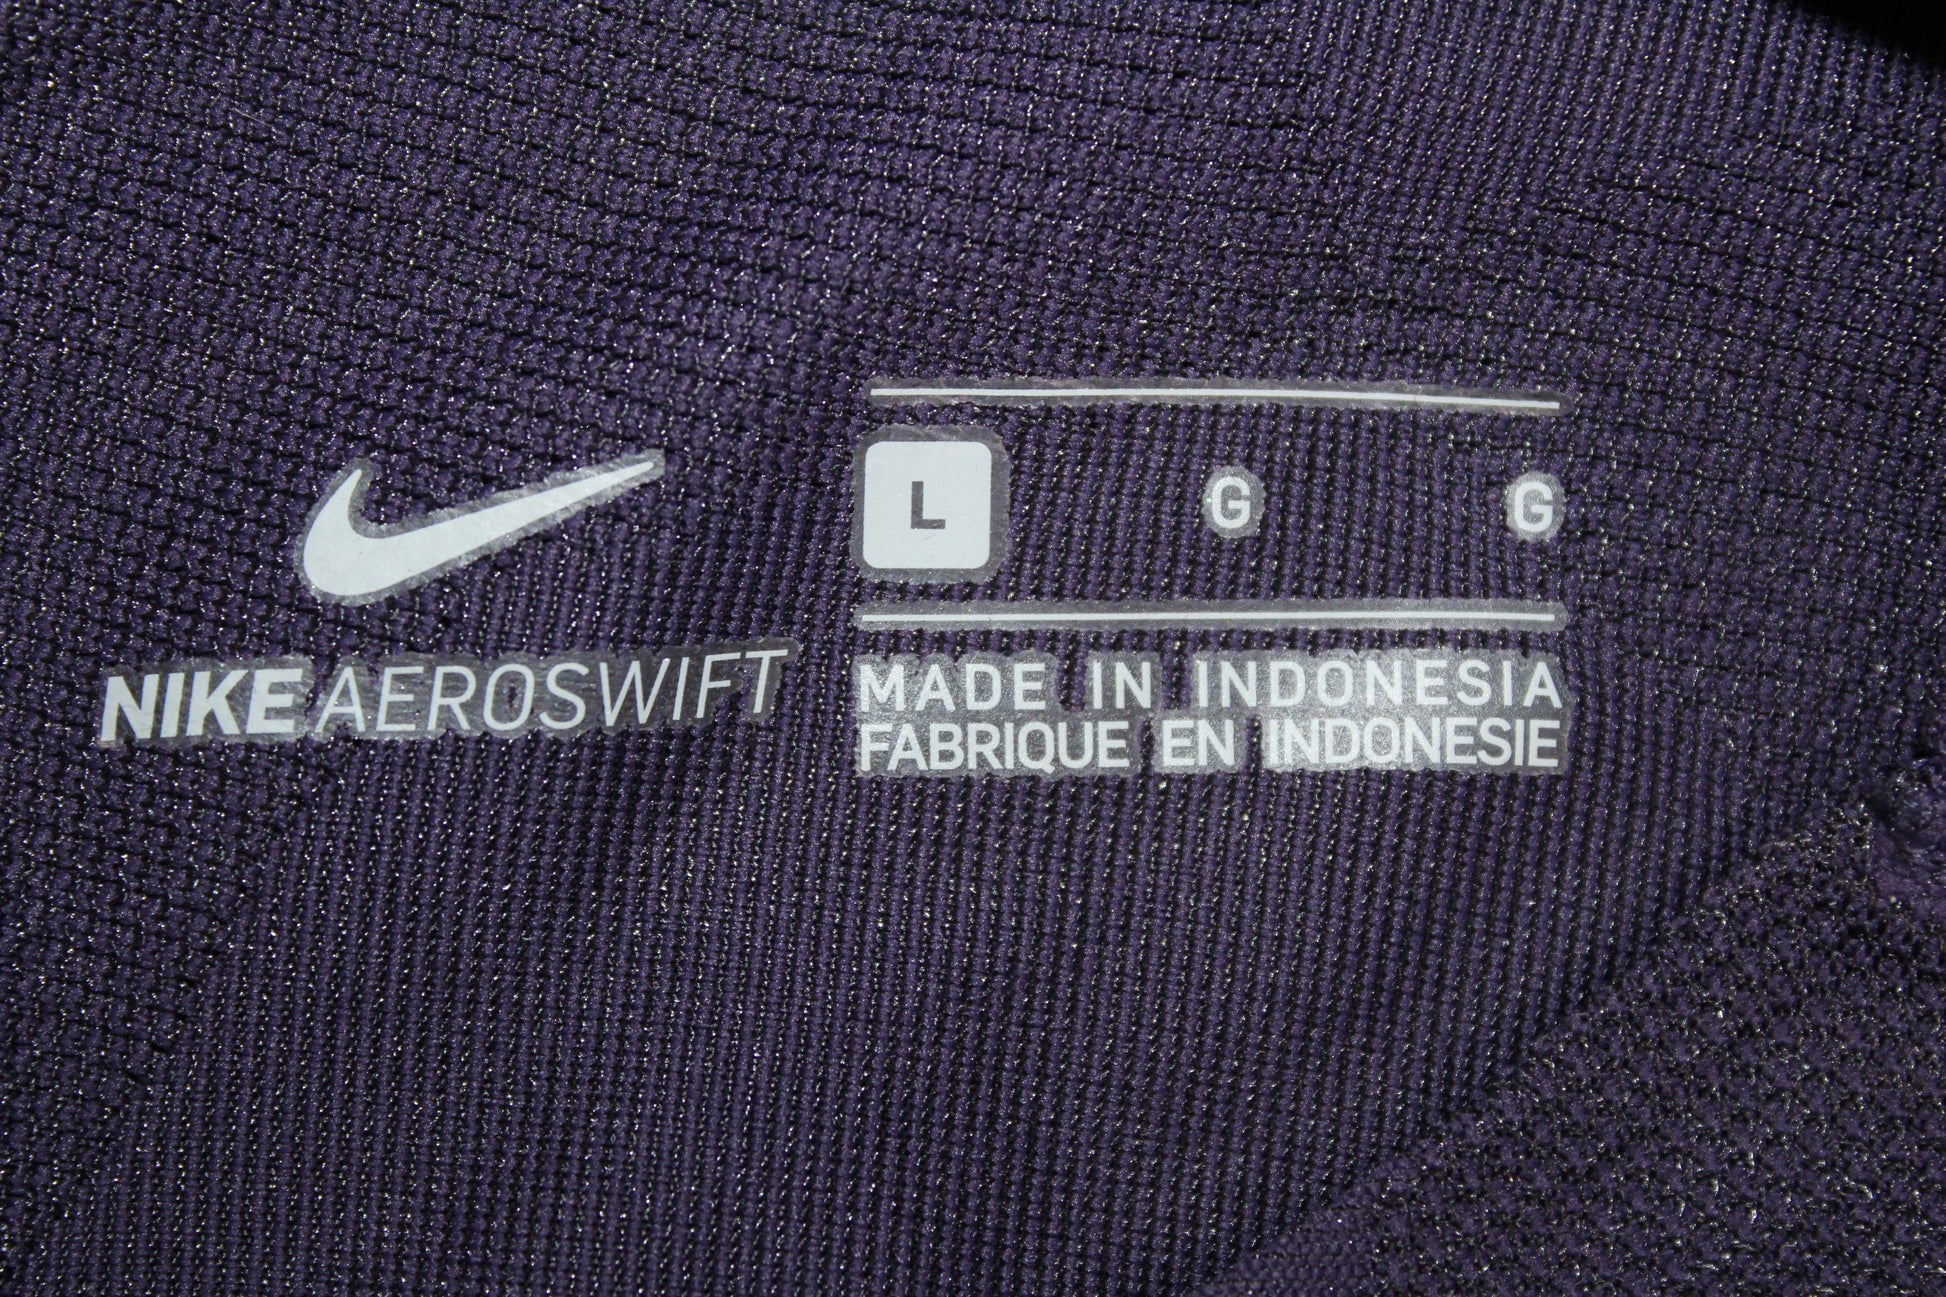 NIKE AEROSWIFT
L G G
MADE IN INDONESIA
FABRIQUE EN INDONESIE